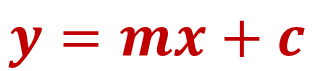 y = mx + c